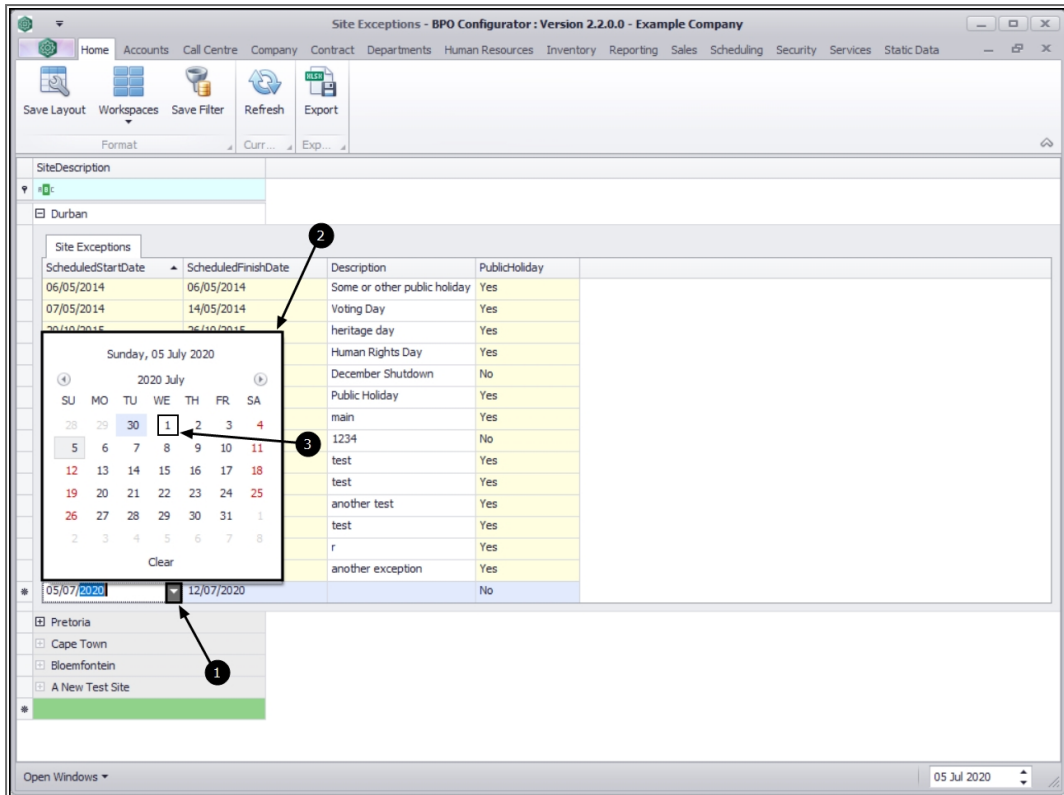 Site Exceptions - BPO Configurator : Version 2.2.0.0 - Example Company
Home Accounts Call Centre Company Contract Departments Human Resources Inventory Reporting Sales Scheduling Security Services Static Data
XLSX
Save Layout Workspaces Save Filter Refresh Export
Format Curr... Exp...
SiteDescription
Durban
2
Site Exceptions
ScheduledStartDate ScheduledFinishDate Description PublicHoliday
06/05/2014 06/05/2014 Some or other public holiday Yes
07/05/2014 14/05/2014 Voting Day Yes
20/10/2015 26/10/2015 heritage day Yes
Sunday, 05 July 2020 Human Rights Day Yes
2020 July December Shutdown No
SU MO TU WE TH FR SA Public Holiday Yes
28 29 30 1 2 3 4 main Yes
3 1234 No
5 6 7 8 9 10 11 test Yes
12 13 14 15 16 17 18 test Yes
19 20 21 22 23 24 25 another test Yes
26 27 28 29 30 31 1 test Yes
2 3 4 5 6 7 8 r Yes
Clear another exception Yes
05/07/2020 12/07/2020 No
Pretoria
Cape Town
Bloemfontein
1
A New Test Site
Open Windows 05 Jul 2020